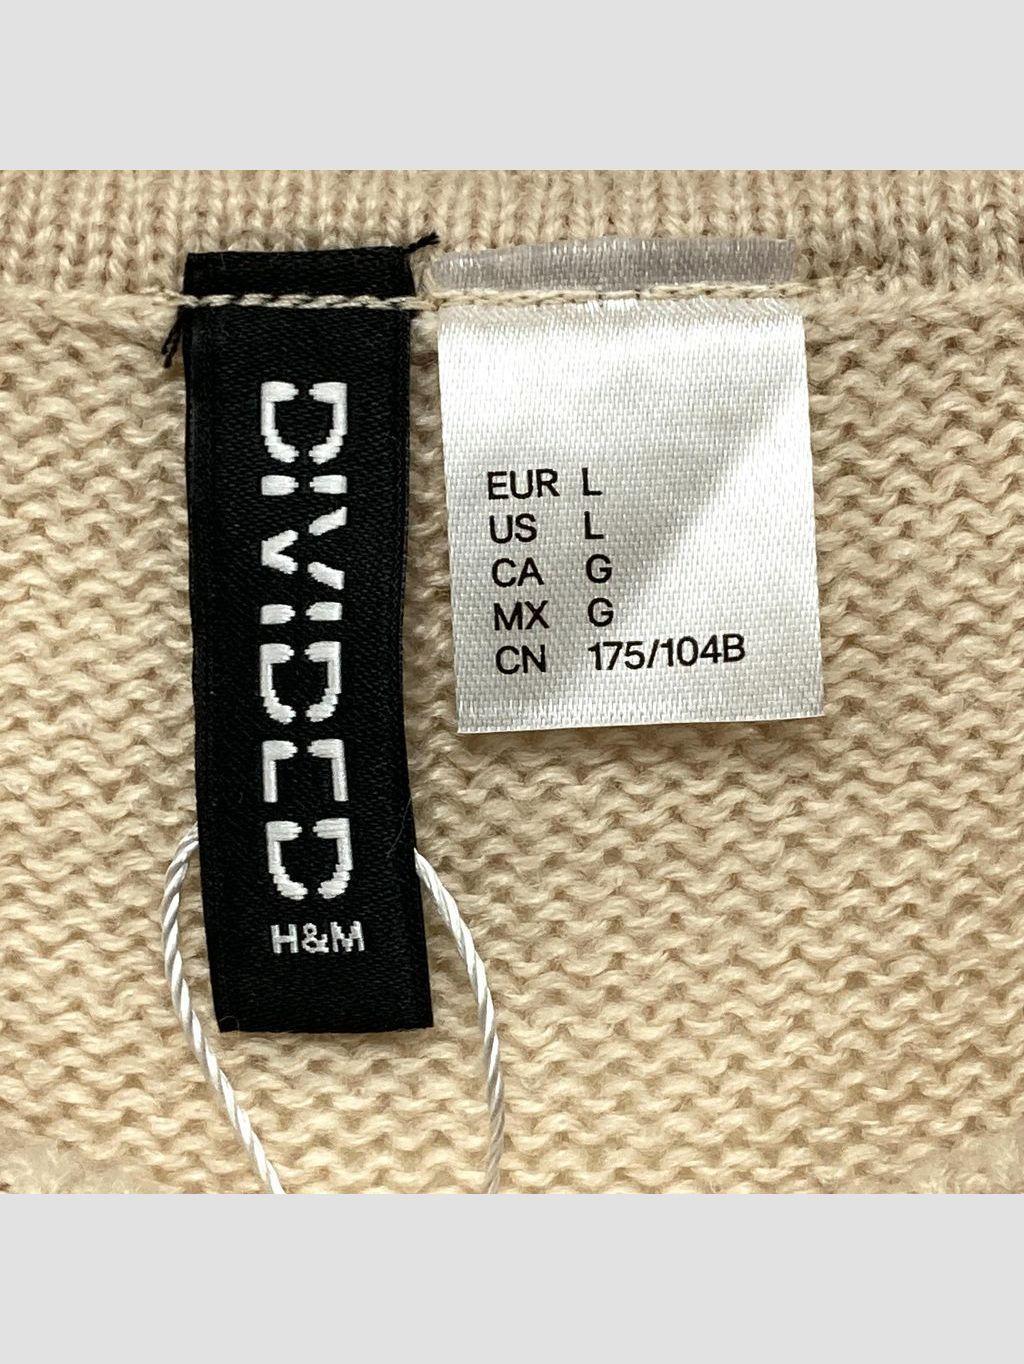 DIVIDED
H&M
EUR L
US L
CA G
MX G
CN 175/104B